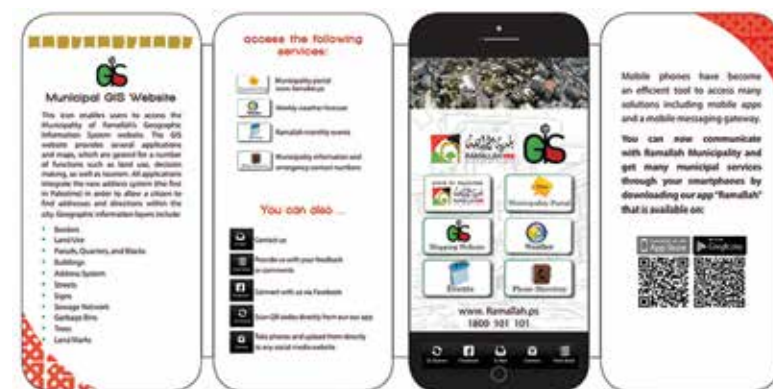 GIS
Municipal GIS Website
This icon enables users to access the
Municipality of Ramallah's Geographic
Information System website. The GIS
website provides several applications
and maps, which are geared for a number
of functions such as land use, decision
making, as well as tourism. All applications
integrate the new address system (the first
in Palestine) in order to allow a citizen to
find addresses and directions within the
city. Geographic information layers include:
• Borders
• Land Use
• Parcels, Quarters, and Blocks
• Buildings
• Address System
• Streets
• Signs
• Sewage Network
• Garbage Bins
• Trees
• Land Marks
access the following
services:
Municipality portal
www.Ramallah.ps
Weekly weather forecast
Ramallah monthly events
Municipality information and
emergency contact numbers
You can also ...
Contact us
Provide us with your feedback
or comments
Connect with us via Facebook
Scan QR codes directly from our app
Take photos and upload them directly
to any social media website
RAMALLAH
GIS
RAMALLAH
Municipality Portal
GIS
Mapping Website
Weather
Events
Phone Directory
www.Ramallah.ps
1800 101 101
Facebook
Mobile phones have become
an efficient tool to access many
solutions including mobile apps
and a mobile messaging gateway.
You can now communicate
with Ramallah Municipality and
get many municipal services
through your smartphones by
downloading our app "Ramallah"
that is available on:
App Store
Google play